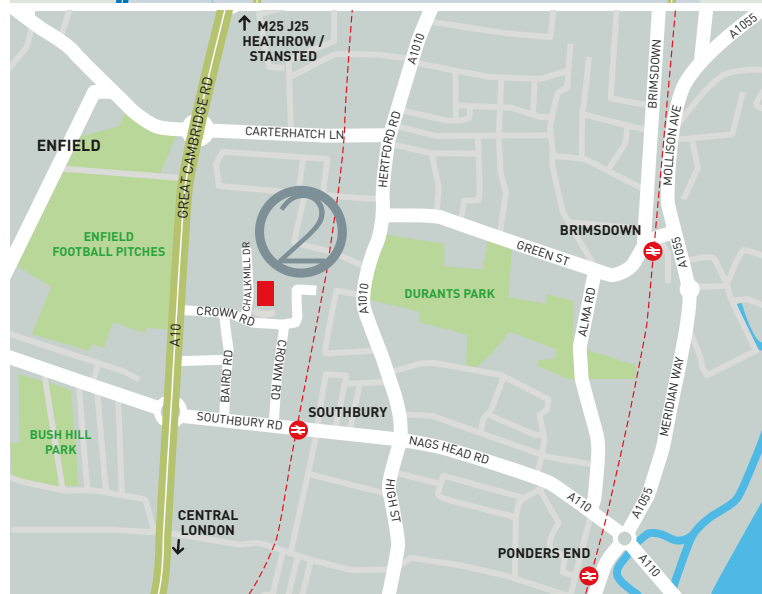 M25 J25
HEATHROW /
STANSTED
A1010
A1055
BRIMSDOWN
MOLLISON AVE
GREAT CAMBRIDGE RD
CARTERHATCH LN
HERTFORD RD
ENFIELD
2
ENFIELD
FOOTBALL PITCHES
CHALKMILL DR
BRIMSDOWN
GREEN ST
A1055
DURANTS PARK
A1010
ALMA RD
CROWN RD
A10
BAIRD RD
CROWN RD
MERIDIAN WAY
SOUTHBURY RD
SOUTHBURY
BUSH HILL
PARK
NAGS HEAD RD
HIGH ST
A110
A1055
CENTRAL
LONDON
PONDERS END
A110